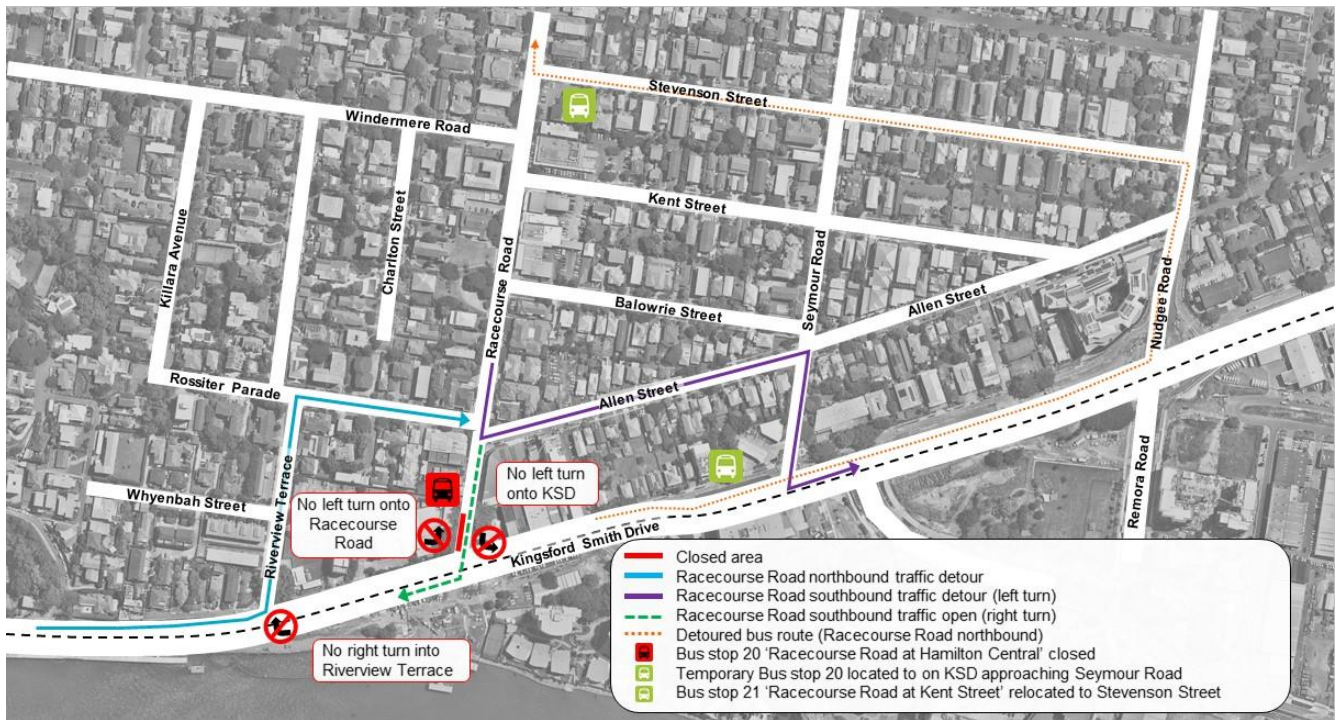 Stevenson Street
Windermere Road
Kent Street
Charlton Street
Killara Avenue
Racecourse Road
Seymour Road
Balowrie Street
Allen Street
Nudgee Road
Rossiter Parade
Allen Street
Remora Road
Whyenbah Street
Riverview Terrace
No left turn onto
Racecourse
Road
No left turn
onto KSD
Kingsford Smith Drive
No right turn into
Riverview Terrace
Closed area
Racecourse Road northbound traffic detour
Racecourse Road southbound traffic detour (left turn)
Racecourse Road southbound traffic open (right turn)
Detoured bus route (Racecourse Road northbound)
Bus stop 20 ‘Racecourse Road at Hamilton Central’ closed
Temporary Bus stop 20 located to on KSD approaching Seymour Road
Bus stop 21 ‘Racecourse Road at Kent Street’ relocated to Stevenson Street